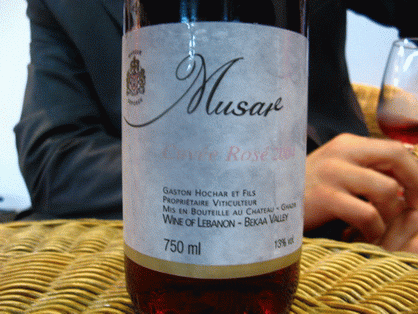 Musar
Cuvée Rosé
GASTON HOCHAR ET FILS
PROPRIÉTAIRE VITICULTEUR
MIS EN BOUTEILLE AU CHATEAU - GHAZIR
WINE OF LEBANON - BEKAA VALLEY
750 ml
13% vol